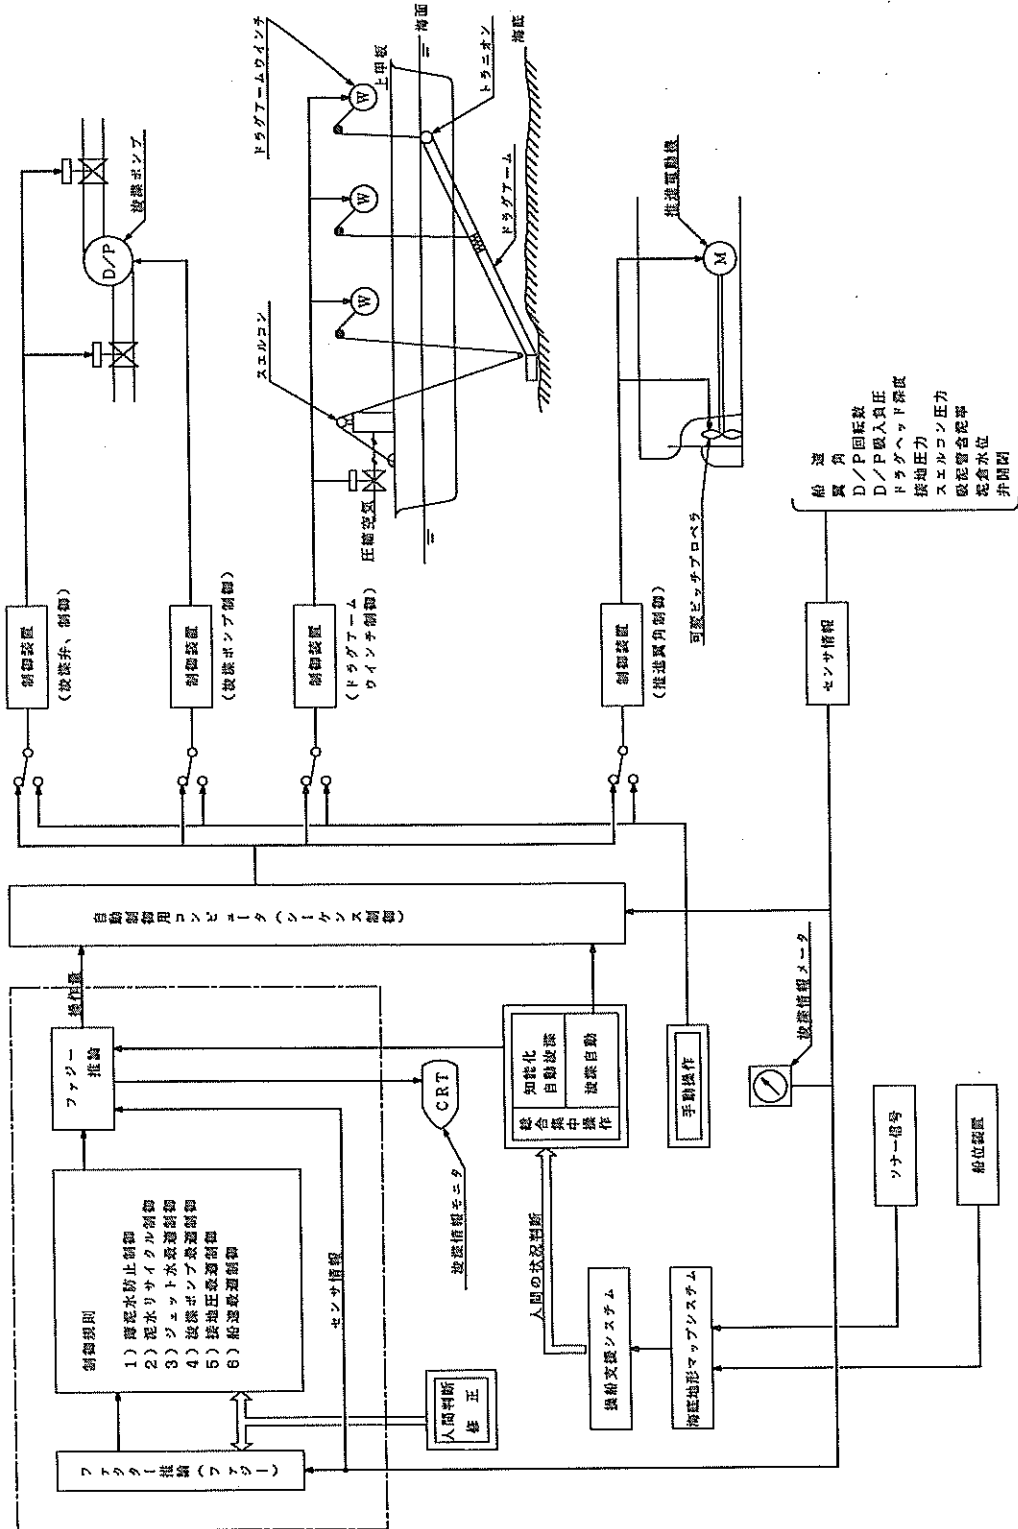 ファクター推論(ファジー)
制御規則
1)薄泥水防止制御
2)泥水リサイクル制御
3)ジェット水最適制御
4)浚渫ポンプ最適制御
5)接地圧最適制御
6)船速最適制御
ファジー
推論
操作量
センサ情報
人間判断
修正
CRT
浚渫情報モニタ
人間の状況判断
操船支援システム
海底地形マップシステム
総合集中操作
知能化
自動浚渫
浚渫自動
手動操作
浚渫情報メータ
ソナー信号
船位装置
自動制御用コンピュータ(シーケンス制御)
制御装置
(浚渫弁、制御)
制御装置
(浚渫ポンプ制御)
制御装置
(ドラグアーム
ウインチ制御)
制御装置
(推進翼角制御)
センサ情報
D/P
浚渫ポンプ
圧縮空気
スエルコン
W
W
W
ドラグアームウインチ
上甲板
海面
トラニオン
ドラグアーム
海底
可変ピッチプロペラ
M
推進電動機
船速
翼角
D/P回転数
D/P吸入負圧
ドラグヘッド深度
接地圧力
スエルコン圧力
吸配管含泥率
泥倉水位
弁開閉